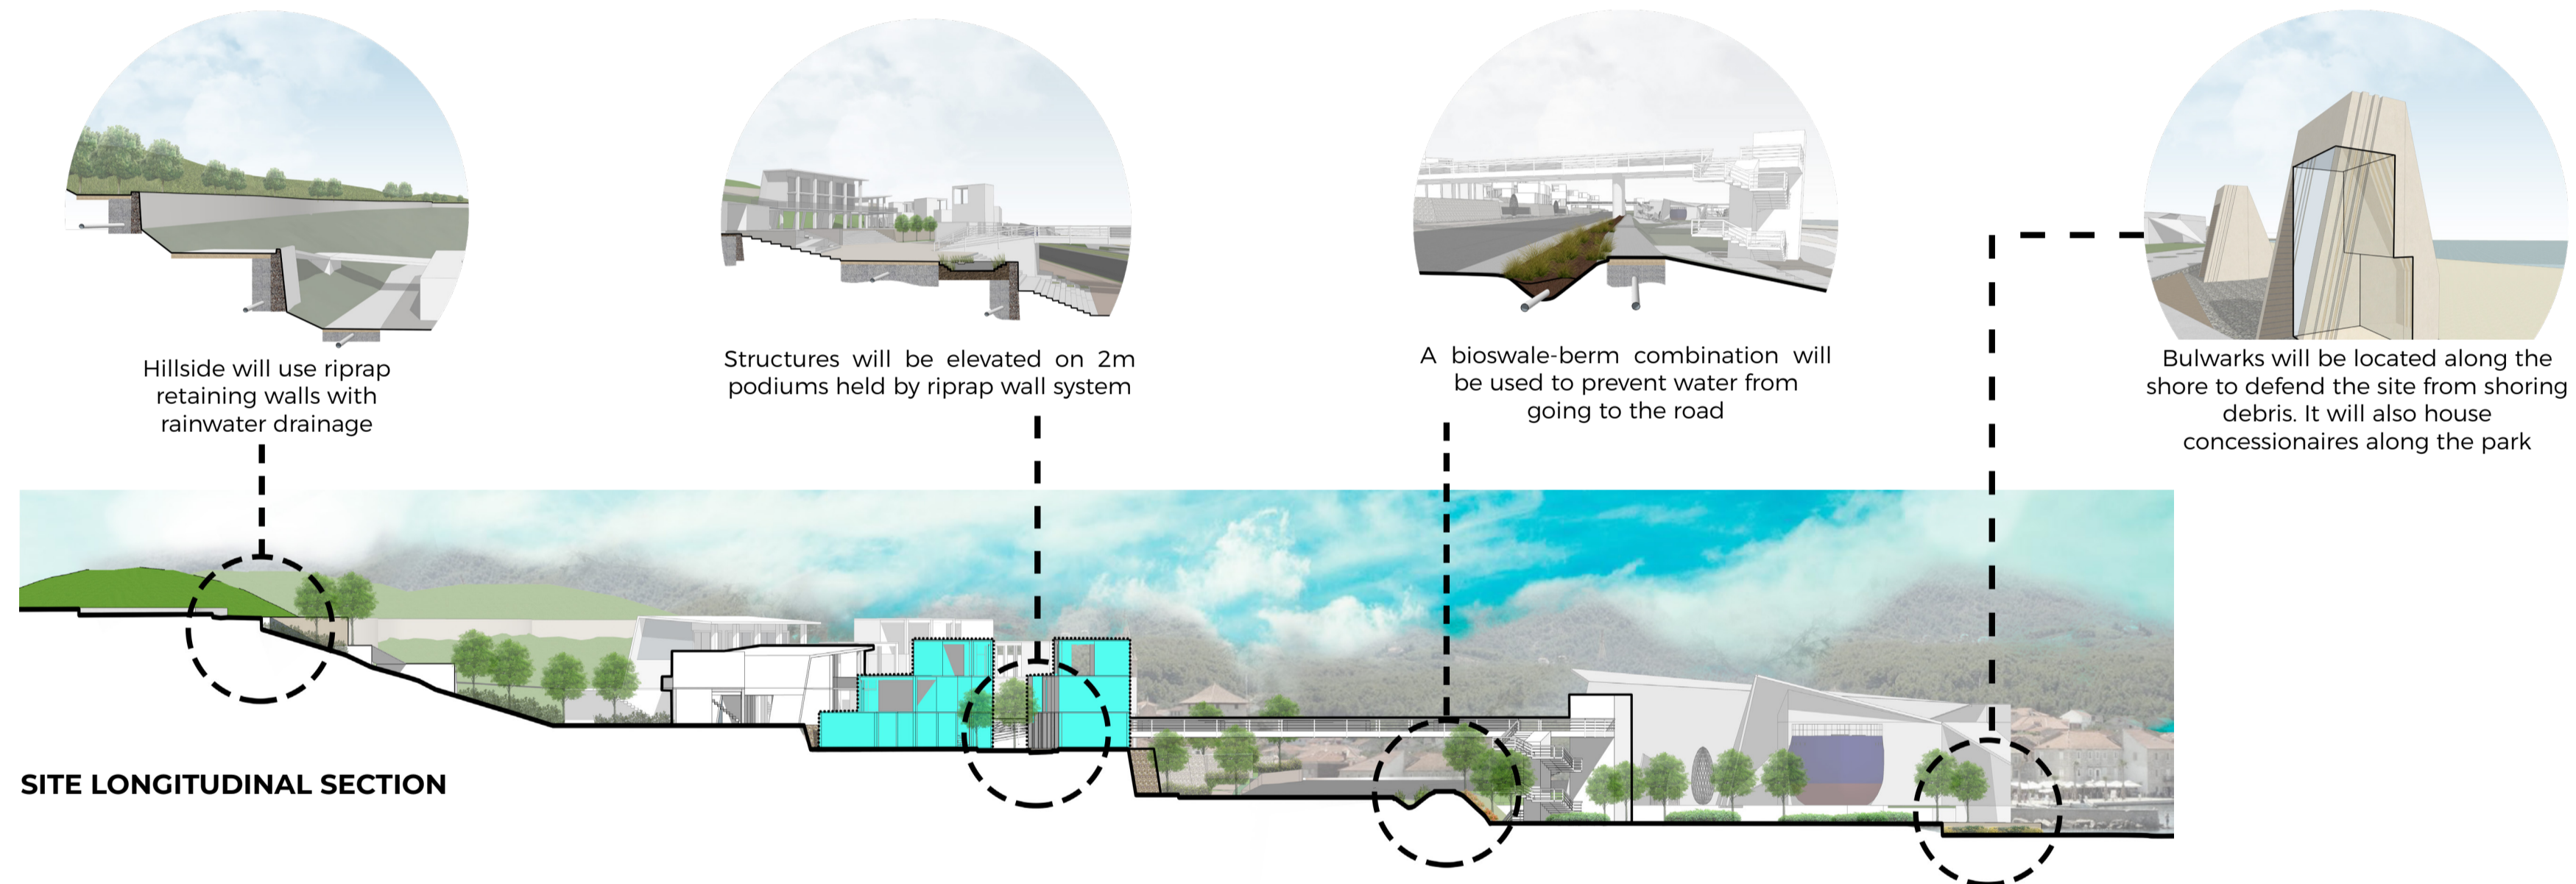 Hillside will use riprap
retaining walls with
rainwater drainage
Structures will be elevated on 2m
podiums held by riprap wall system
A bioswale-berm combination will
be used to prevent water from
going to the road
Bulwarks will be located along the
shore to defend the site from shoring
debris. It will also house
concessionaires along the park
SITE LONGITUDINAL SECTION